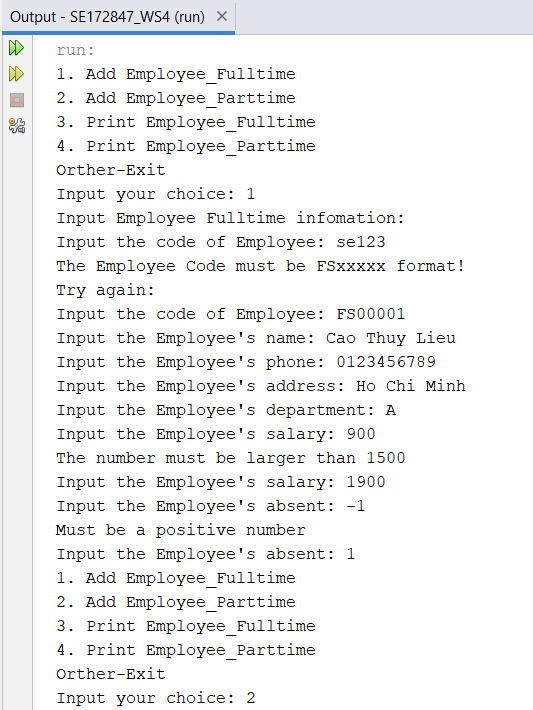 Output - SE172847_WS4 (run) ×
run:
1. Add Employee_Fulltime
2. Add Employee_Parttime
3. Print Employee_Fulltime
4. Print Employee_Parttime
Orther-Exit
Input your choice: 1
Input Employee Fulltime infomation:
Input the code of Employee: se123
The Employee Code must be FSxxxxx format!
Try again:
Input the code of Employee: FS00001
Input the Employee's name: Cao Thuy Lieu
Input the Employee's phone: 0123456789
Input the Employee's address: Ho Chi Minh
Input the Employee's department: A
Input the Employee's salary: 900
The number must be larger than 1500
Input the Employee's salary: 1900
Input the Employee's absent: -1
Must be a positive number
Input the Employee's absent: 1
1. Add Employee_Fulltime
2. Add Employee_Parttime
3. Print Employee_Fulltime
4. Print Employee_Parttime
Orther-Exit
Input your choice: 2